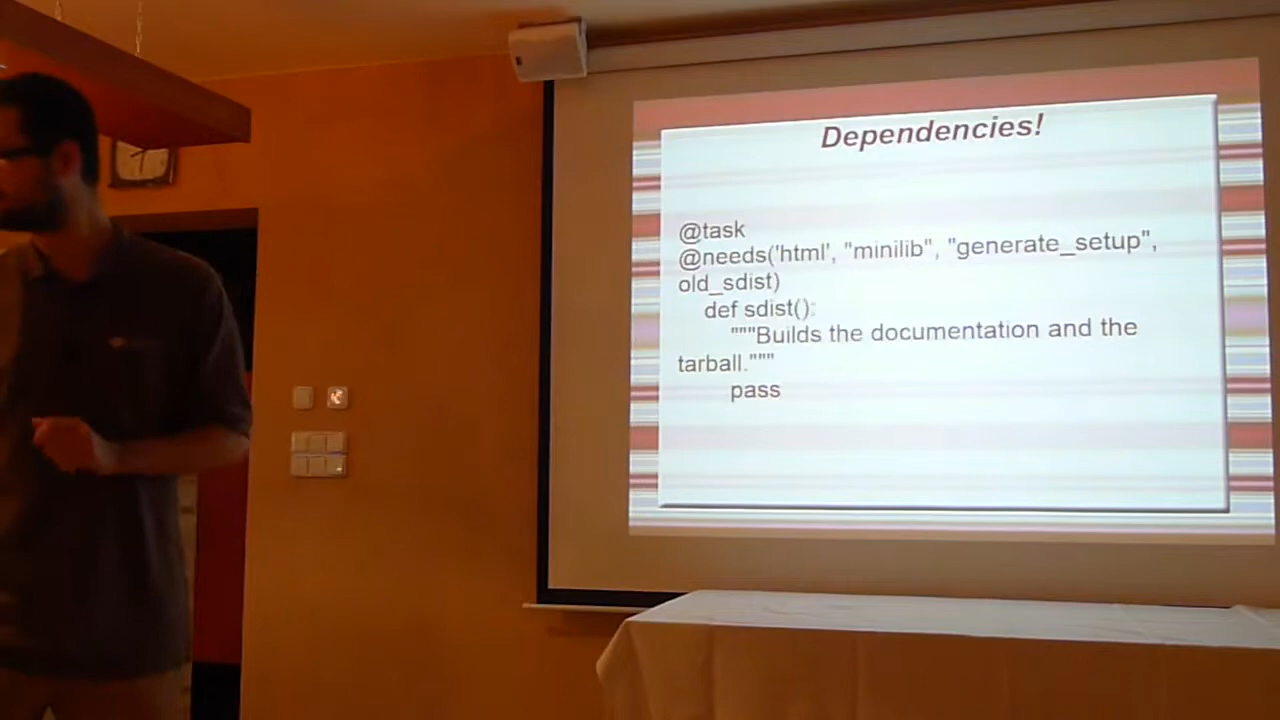 Dependencies!
@task
@needs('html', "minilib", "generate_setup",
old_sdist)
def sdist():
"""Builds the documentation and the
tarball."""
pass